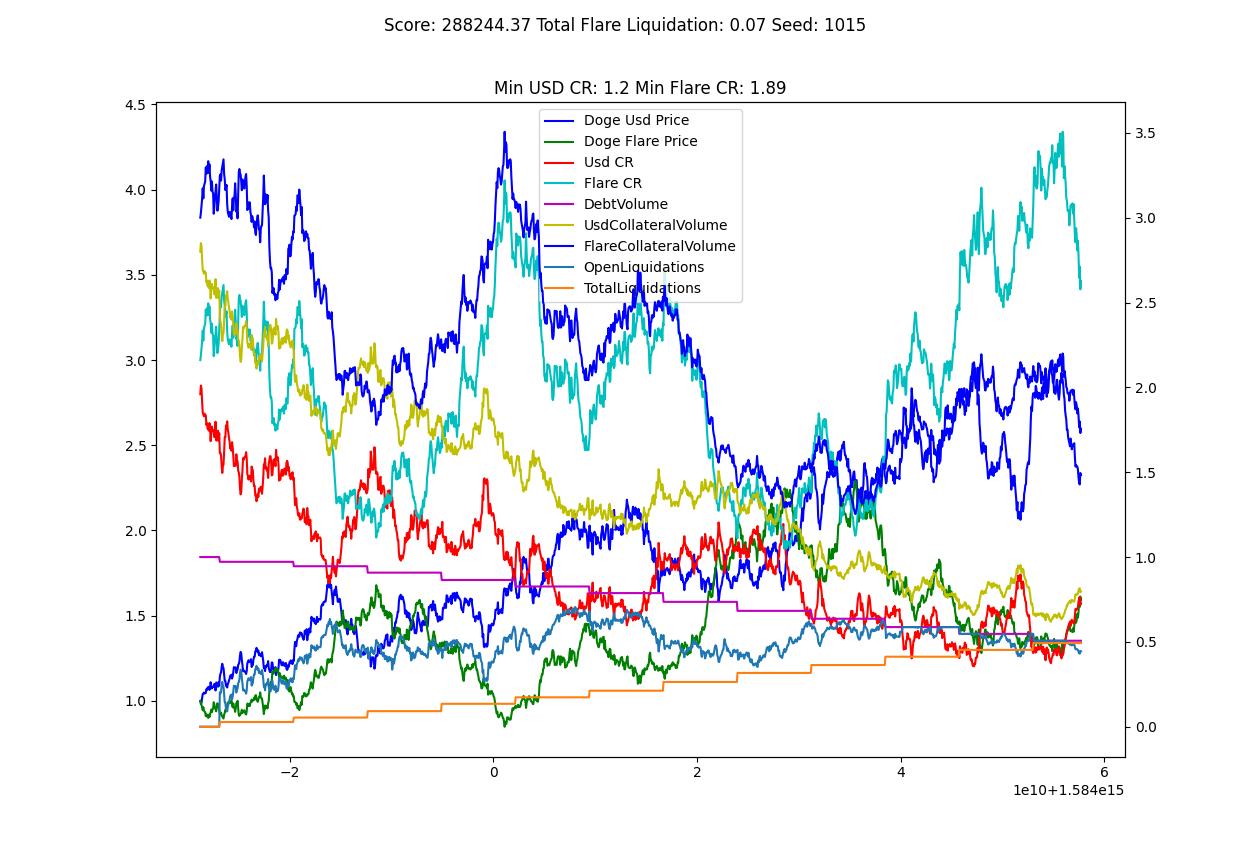 Score: 288244.37 Total Flare Liquidation: 0.07 Seed: 1015
Min USD CR: 1.2 Min Flare CR: 1.89
Doge Usd Price
Doge Flare Price
Usd CR
Flare CR
DebtVolume
UsdCollateralVolume
FlareCollateralVolume
OpenLiquidations
TotalLiquidations
4.5
4.0
3.5
3.0
2.5
2.0
1.5
1.0
3.5
3.0
2.5
2.0
1.5
1.0
0.5
0.0
−2
0
2
4
6
1e10+1.584e15